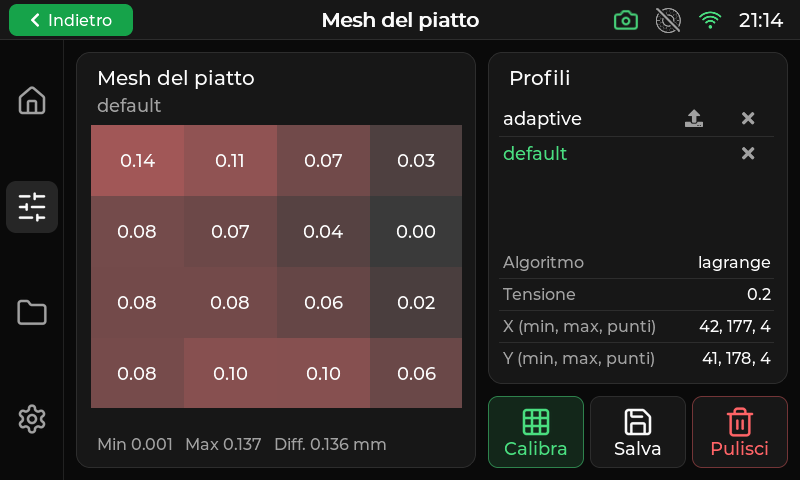 Indietro
Mesh del piatto
21:14
Mesh del piatto
default
0.14 0.11 0.07 0.03
0.08 0.07 0.04 0.00
0.08 0.08 0.06 0.02
0.08 0.10 0.10 0.06
Min 0.001 Max 0.137 Diff. 0.136 mm
Profili
adaptive
default
Algoritmo lagrange
Tensione 0.2
X (min, max, punti) 42, 177, 4
Y (min, max, punti) 41, 178, 4
Calibra
Salva
Pulisci